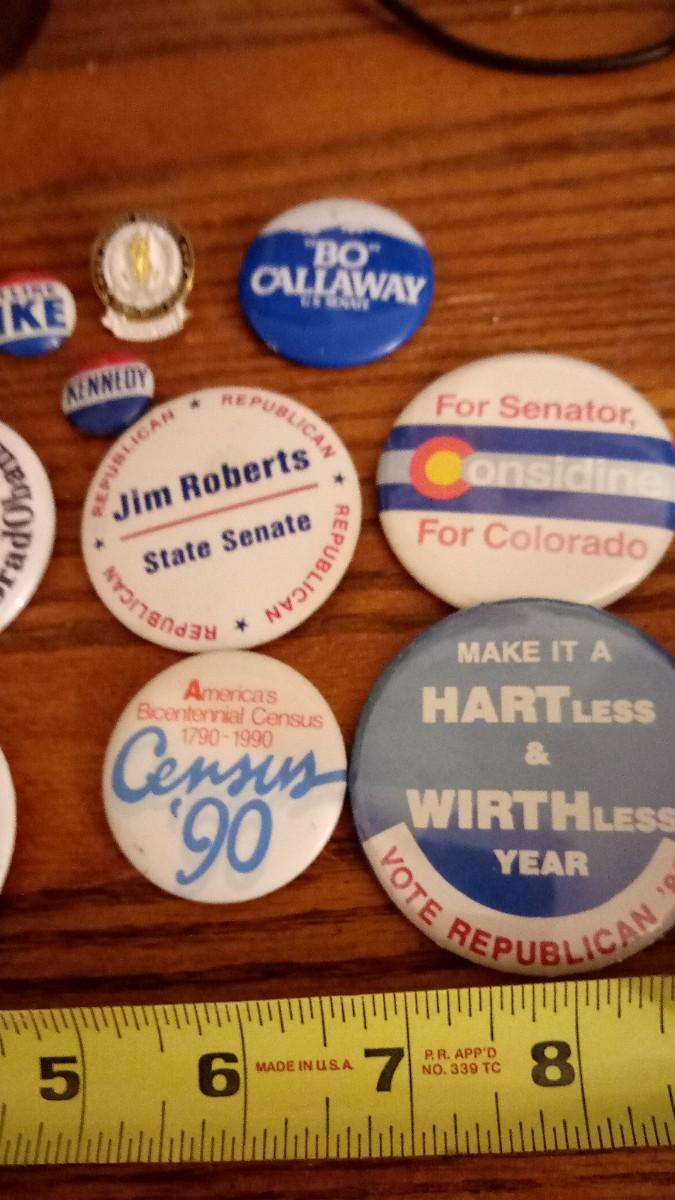 "BO"
CALLAWAY
U.S. SENATE
IKE
KENNEDY
REPUBLICAN ★ REPUBLICAN ★ REPUBLICAN ★ REPUBLICAN ★
Jim Roberts
State Senate
For Senator,
Considine
For Colorado
America's
Bicentennial Census
1790-1990
Census
'90
MAKE IT A
HARTLESS
&
WIRTHLESS
YEAR
VOTE REPUBLICAN
5 6 MADE IN U.S.A. 7 P.R. APP'D 8
NO. 339 TC